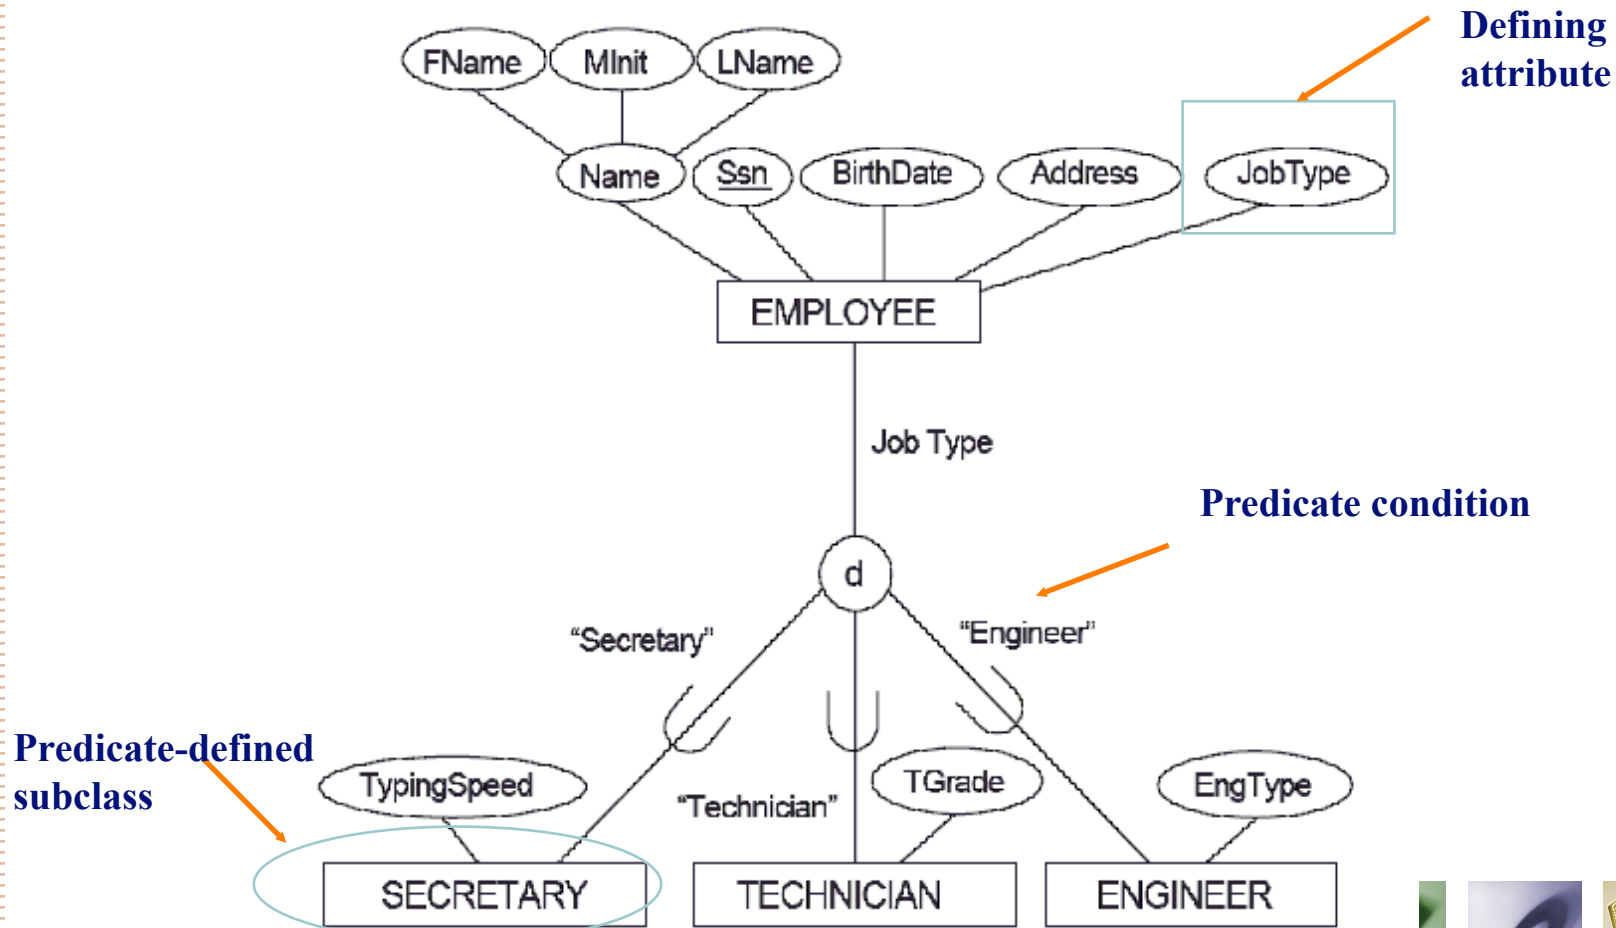 Defining
attribute
FName MInit LName
Name Ssn BirthDate Address JobType
EMPLOYEE
Job Type
Predicate condition
d
“Secretary” “Engineer”
Predicate-defined
subclass
TypingSpeed “Technician” TGrade EngType
SECRETARY TECHNICIAN ENGINEER